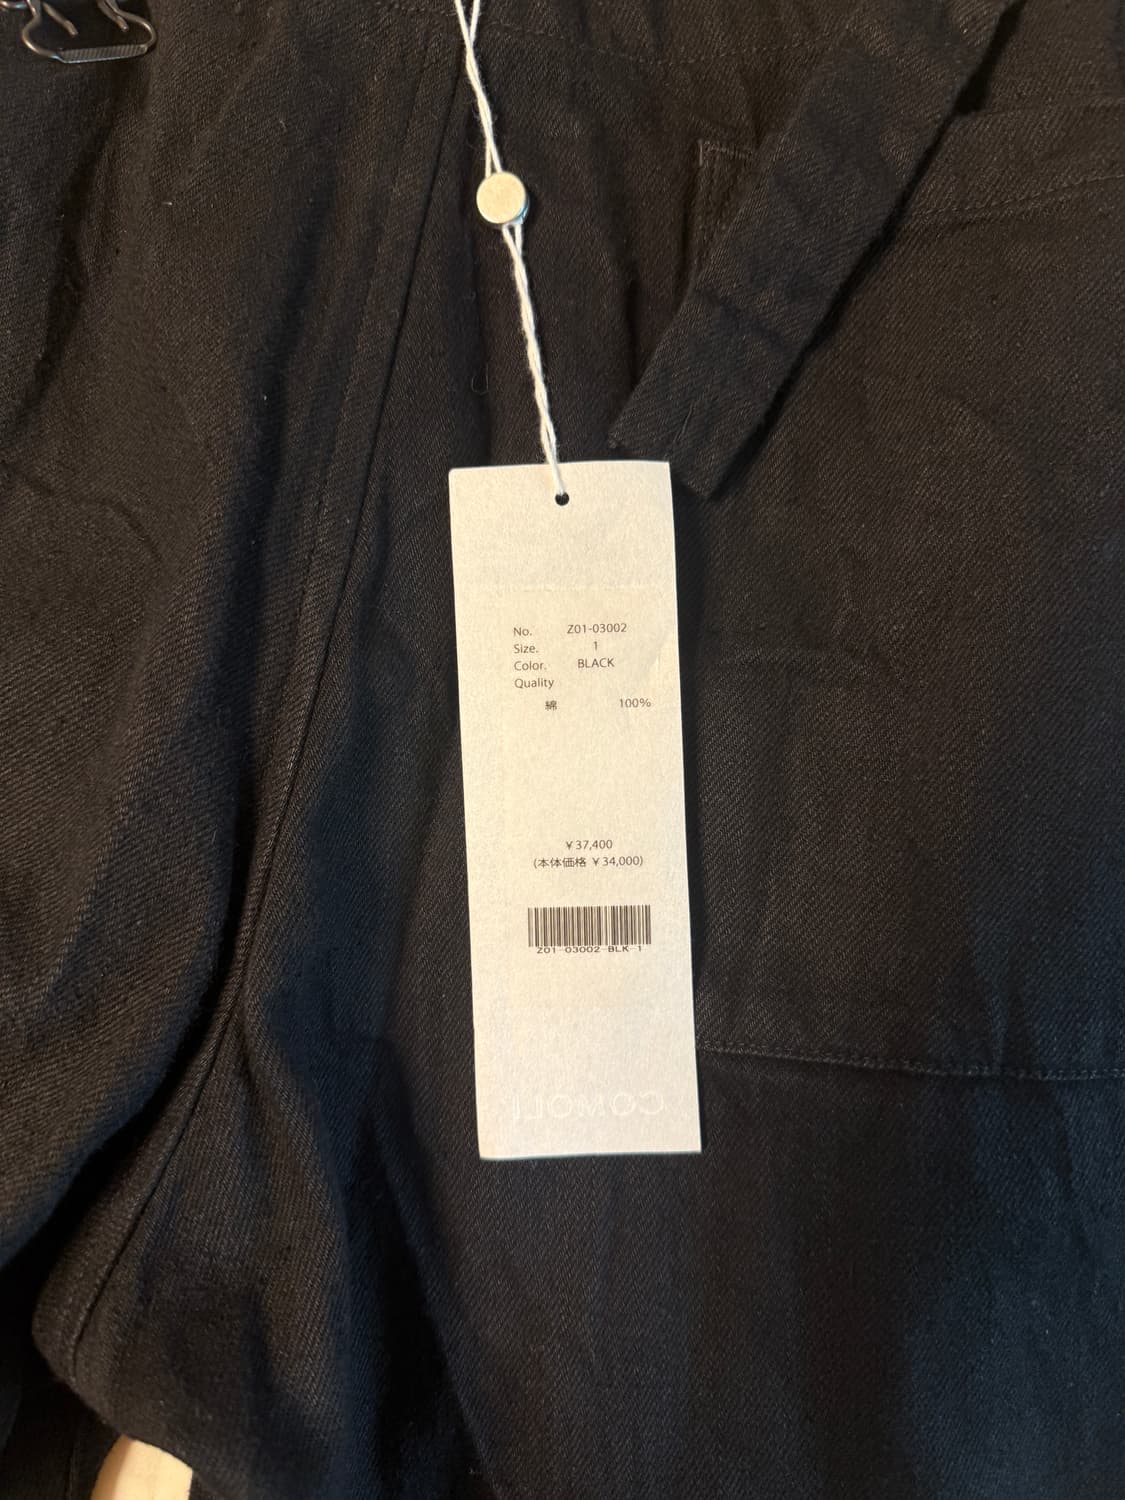 No. Z01-03002
Size. 1
Color. BLACK
Quality
綿 100%
￥37,400
(本体価格 ￥34,000)
Z01-03002-BLK-1
COMOLI